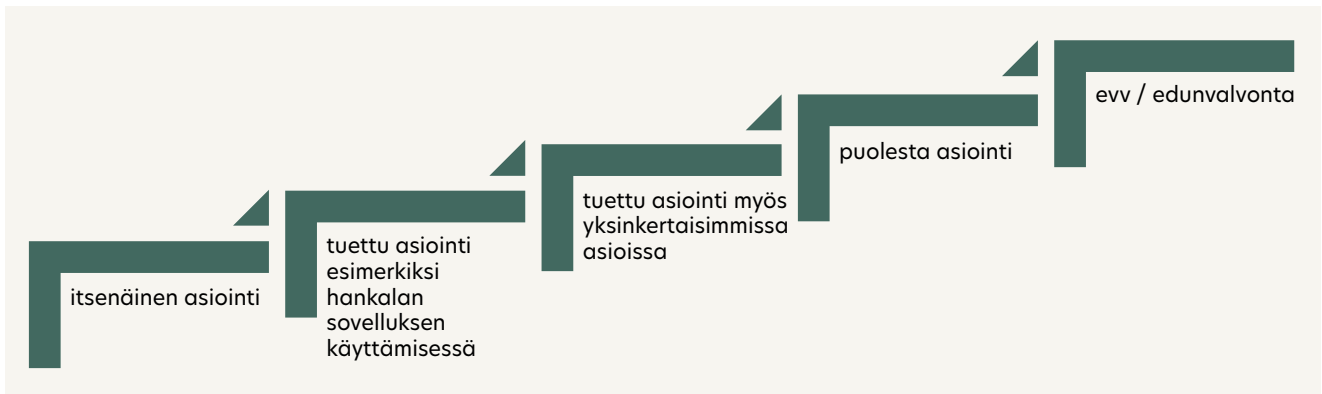 itsenäinen asiointi
tuettu asiointi
esimerkiksi
hankalan
sovelluksen
käyttämisessä
tuettu asiointi myös
yksinkertaisimmissa
asioissa
puolesta asiointi
evv / edunvalvonta